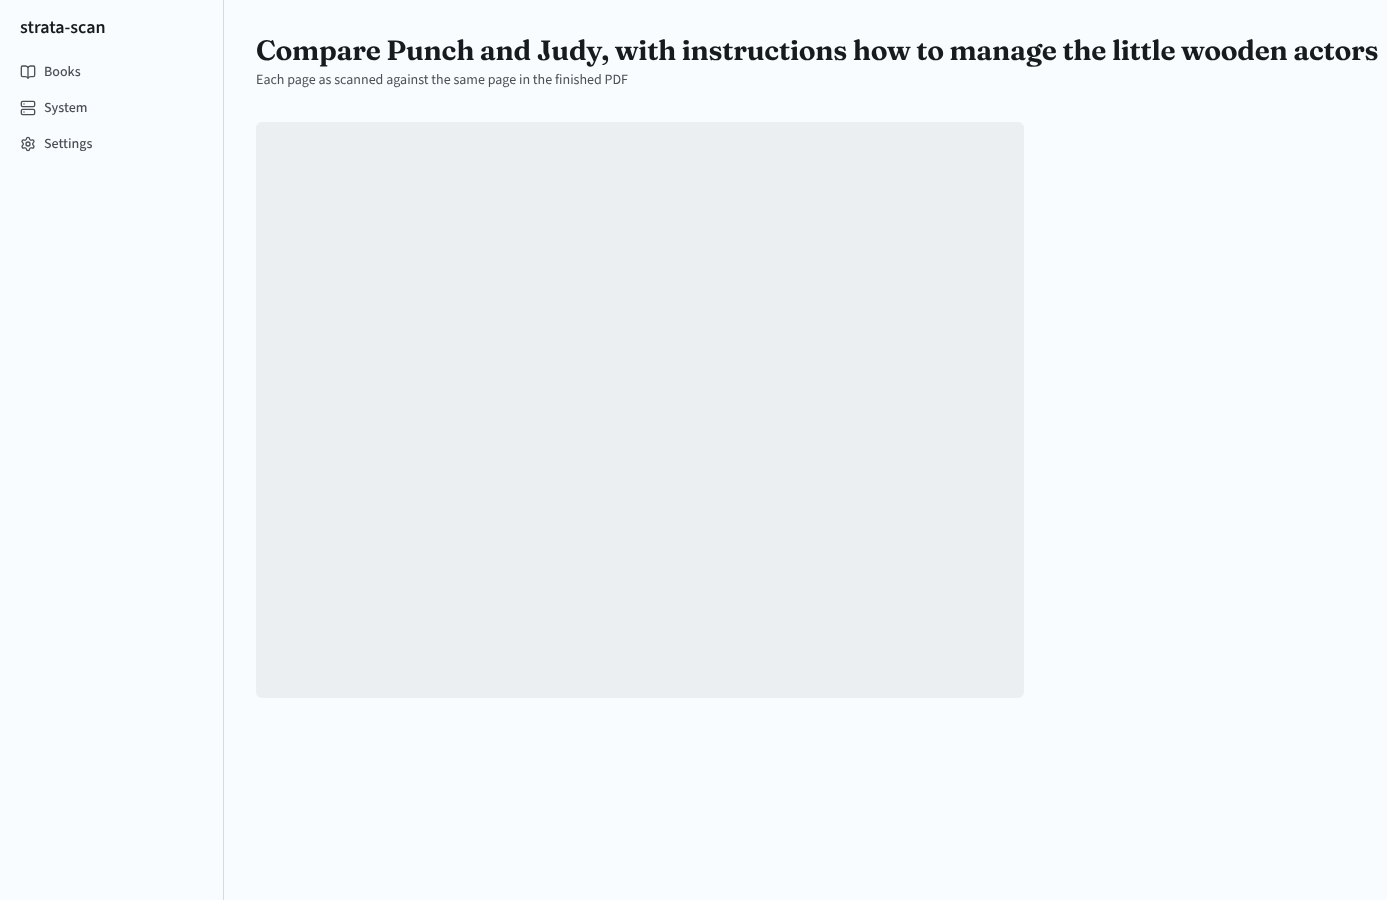 strata-scan
Books
System
Settings
Compare Punch and Judy, with instructions how to manage the little wooden actors
Each page as scanned against the same page in the finished PDF